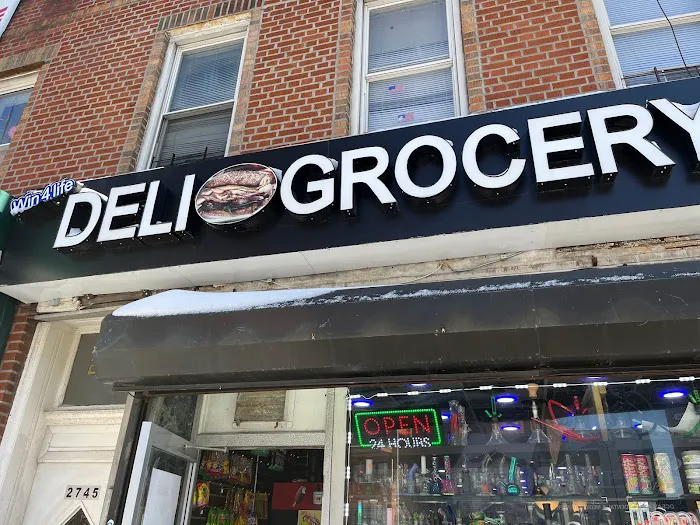 Win 4 life
DELI GROCERY
OPEN
24 HOURS
2745